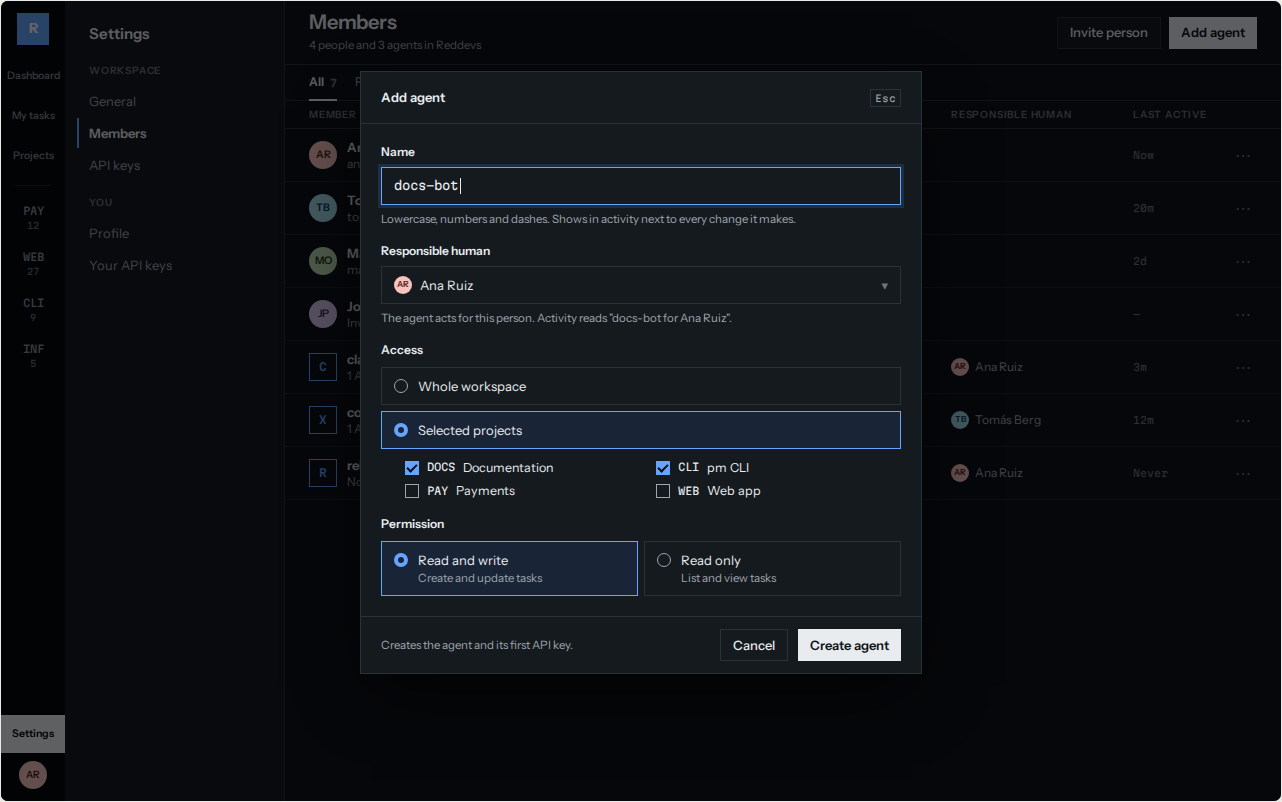 R
Dashboard
My tasks
Projects
PAY
12
WEB
27
CLI
9
INF
5
Settings
AR
Settings
WORKSPACE
General
Members
API keys
YOU
Profile
Your API keys
Members
4 people and 3 agents in Reddevs
Invite person
Add agent
All 7
MEMBER
RESPONSIBLE HUMAN
LAST ACTIVE
AR
Now
TB
20m
MO
2d
JP
–
C
AR Ana Ruiz
3m
X
TB Tomás Berg
12m
R
AR Ana Ruiz
Never
Add agent
Esc
Name
docs-bot
Lowercase, numbers and dashes. Shows in activity next to every change it makes.
Responsible human
AR Ana Ruiz
The agent acts for this person. Activity reads "docs-bot for Ana Ruiz".
Access
Whole workspace
Selected projects
DOCS Documentation
CLI pm CLI
PAY Payments
WEB Web app
Permission
Read and write
Create and update tasks
Read only
List and view tasks
Creates the agent and its first API key.
Cancel
Create agent